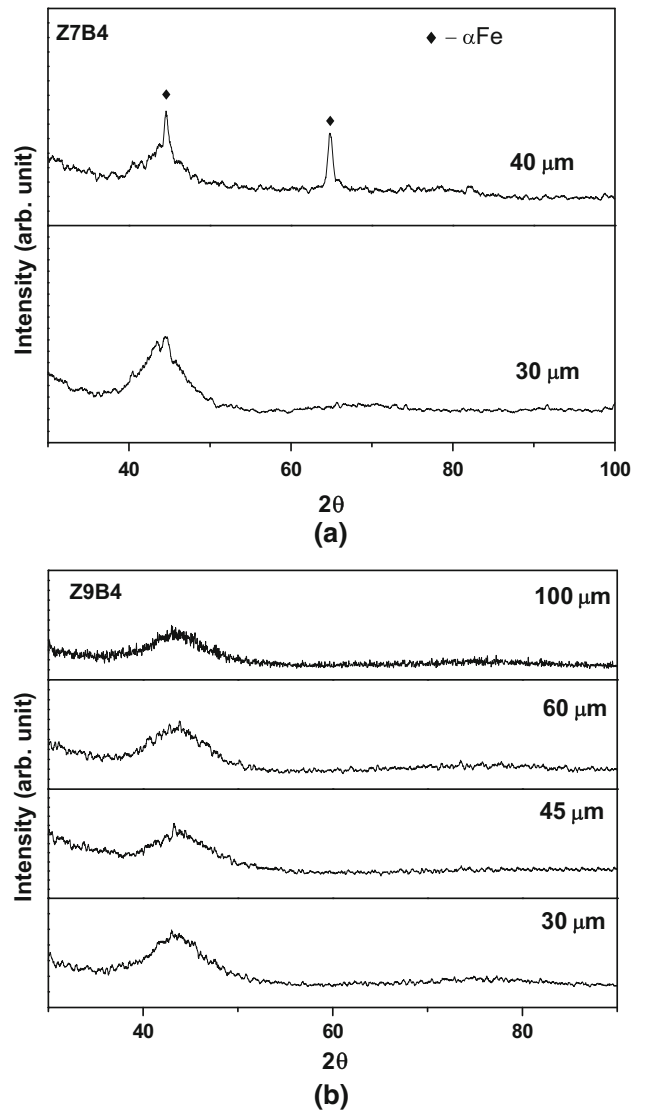 Z7B4
♦ – αFe
40 μm
30 μm
Intensity (arb. unit)
40 60 80 100
2θ
(a)
Z9B4
100 μm
60 μm
45 μm
30 μm
Intensity (arb. unit)
40 60 80
2θ
(b)